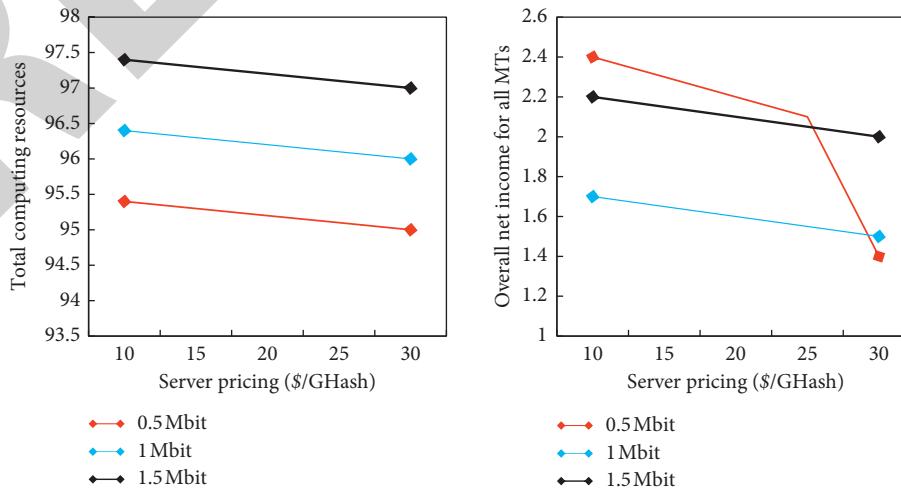 98
97.5
97
96.5
96
95.5
95
94.5
94
93.5
Total computing resources
10 15 20 25 30
Server pricing ($/GHash)
0.5 Mbit
1 Mbit
1.5 Mbit
2.6
2.4
2.2
2
1.8
1.6
1.4
1.2
1
Overall net income for all MTs
10 15 20 25 30
Server pricing ($/GHash)
0.5 Mbit
1 Mbit
1.5 Mbit